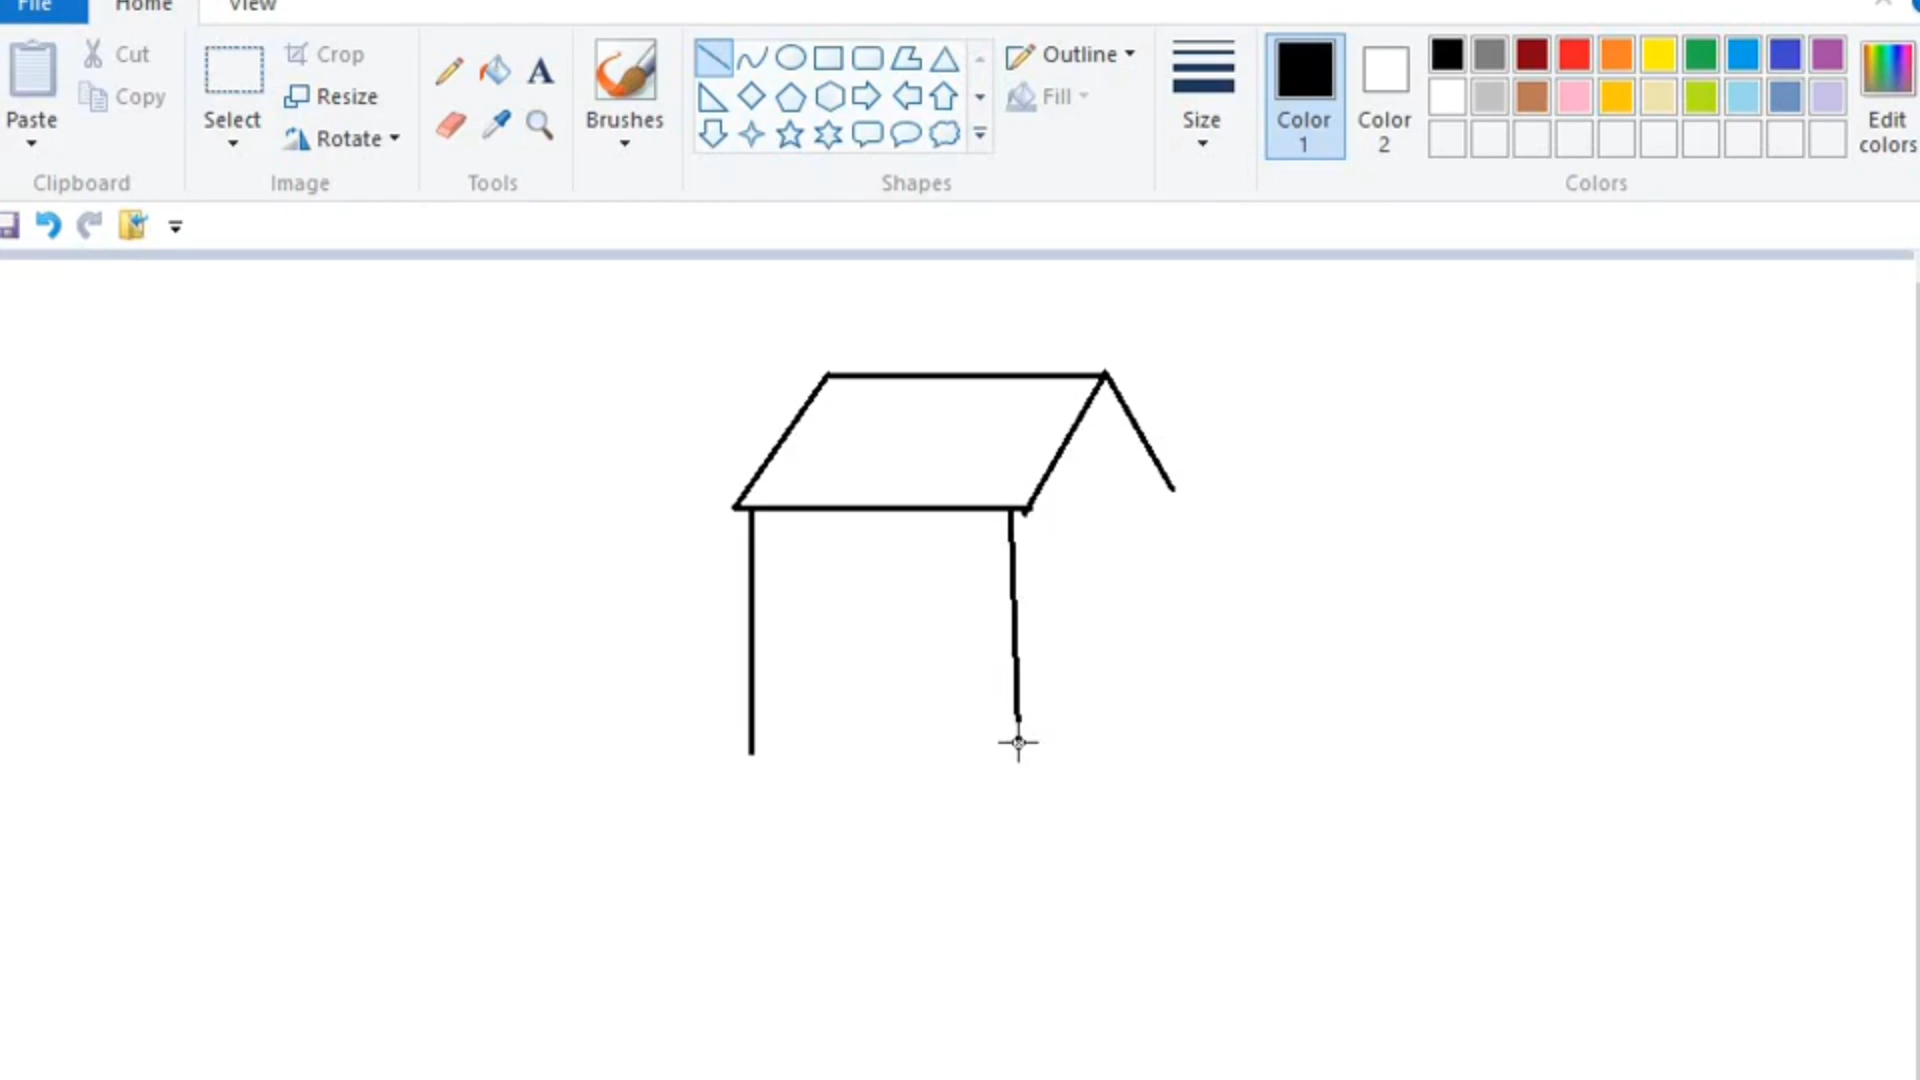 File Home View
Paste
Cut
Copy
Clipboard
Select
Crop
Resize
Rotate
Image
A
Tools
Brushes
Shapes
Outline
Fill
Size
Color 1
Color 2
Edit colors
Colors